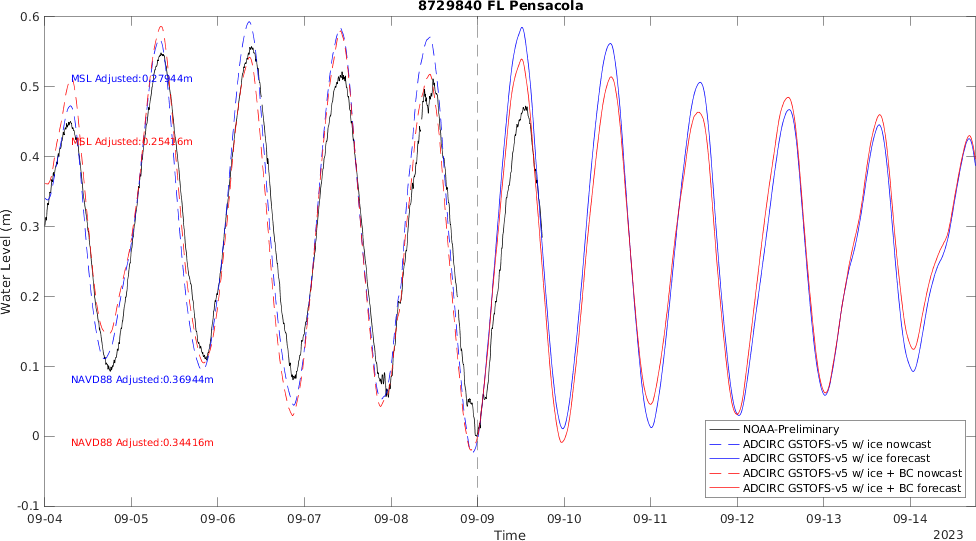 8729840 FL Pensacola
0.6
0.5
0.4
0.3
0.2
0.1
0
-0.1
Water Level (m)
MSL Adjusted:0.27944m
NAVD88 Adjusted:0.36944m
NAVD88 Adjusted:0.34416m
NOAA-Preliminary
ADCIRC GSTOFS-v5 w/ ice nowcast
ADCIRC GSTOFS-v5 w/ ice forecast
ADCIRC GSTOFS-v5 w/ ice + BC nowcast
ADCIRC GSTOFS-v5 w/ ice + BC forecast
09-04 09-05 09-06 09-07 09-08 09-09 09-10 09-11 09-12 09-13 09-14
Time
2023
MSL Adjusted:0.25416m